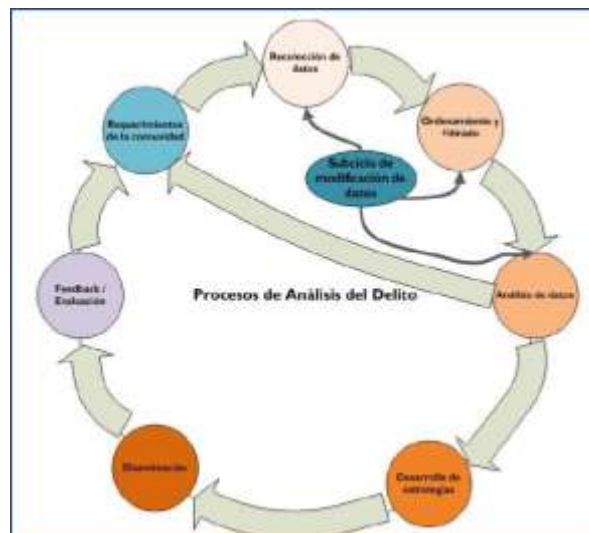 Recolección de
datos
Ordenamiento y
Filtrado
Requerimientos
de la comunidad
Subciclo de
modificación de
datos
Análisis de datos
Procesos de Análisis del Delito
Feedback /
Evaluación
Diseminación
Desarrollo de
estrategias